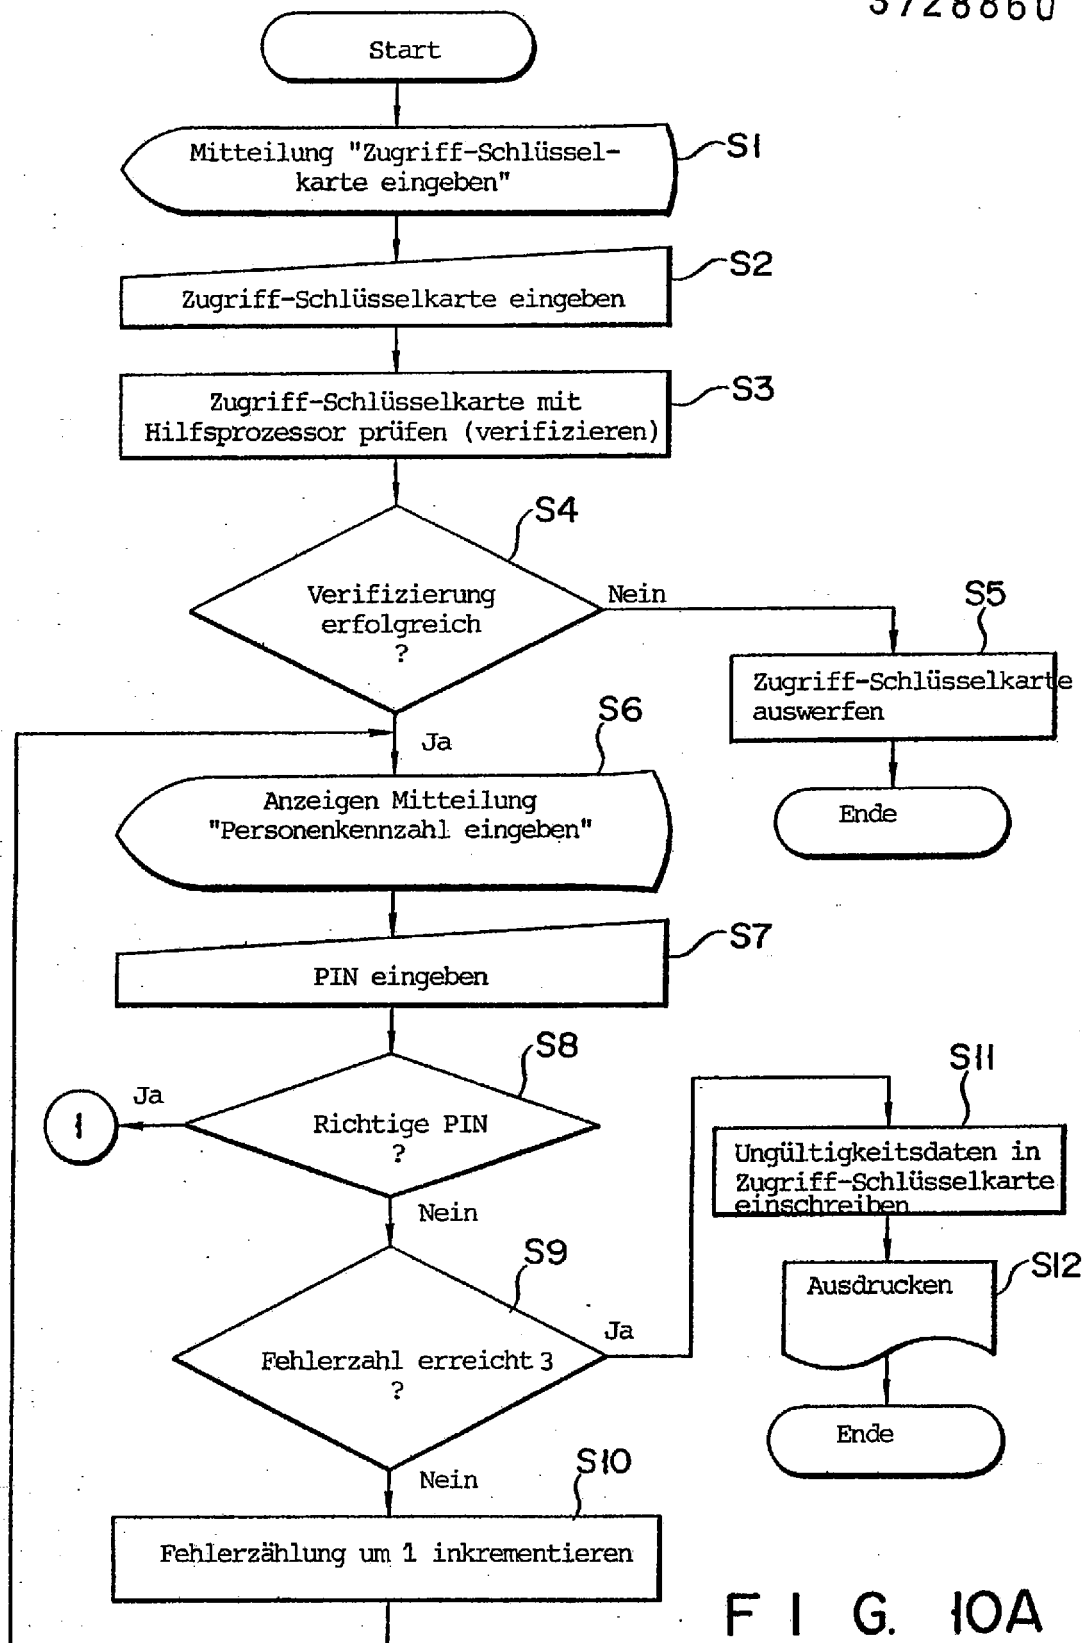 3728860
Start
Mitteilung "Zugriff-Schlüssel-
karte eingeben"
S1
Zugriff-Schlüsselkarte eingeben
S2
Zugriff-Schlüsselkarte mit
Hilfsprozessor prüfen (verifizieren)
S3
Verifizierung
erfolgreich
?
S4
Nein
Zugriff-Schlüsselkarte
auswerfen
S5
Ende
Ja
Anzeigen Mitteilung
"Personenkennzahl eingeben"
S6
PIN eingeben
S7
Richtige PIN
?
S8
Ja
1
Nein
Fehlerzahl erreicht 3
?
S9
Ja
Ungültigkeitsdaten in
Zugriff-Schlüsselkarte
einschreiben
S11
Ausdrucken
S12
Ende
Nein
Fehlerzählung um 1 inkrementieren
S10
FIG. 10A